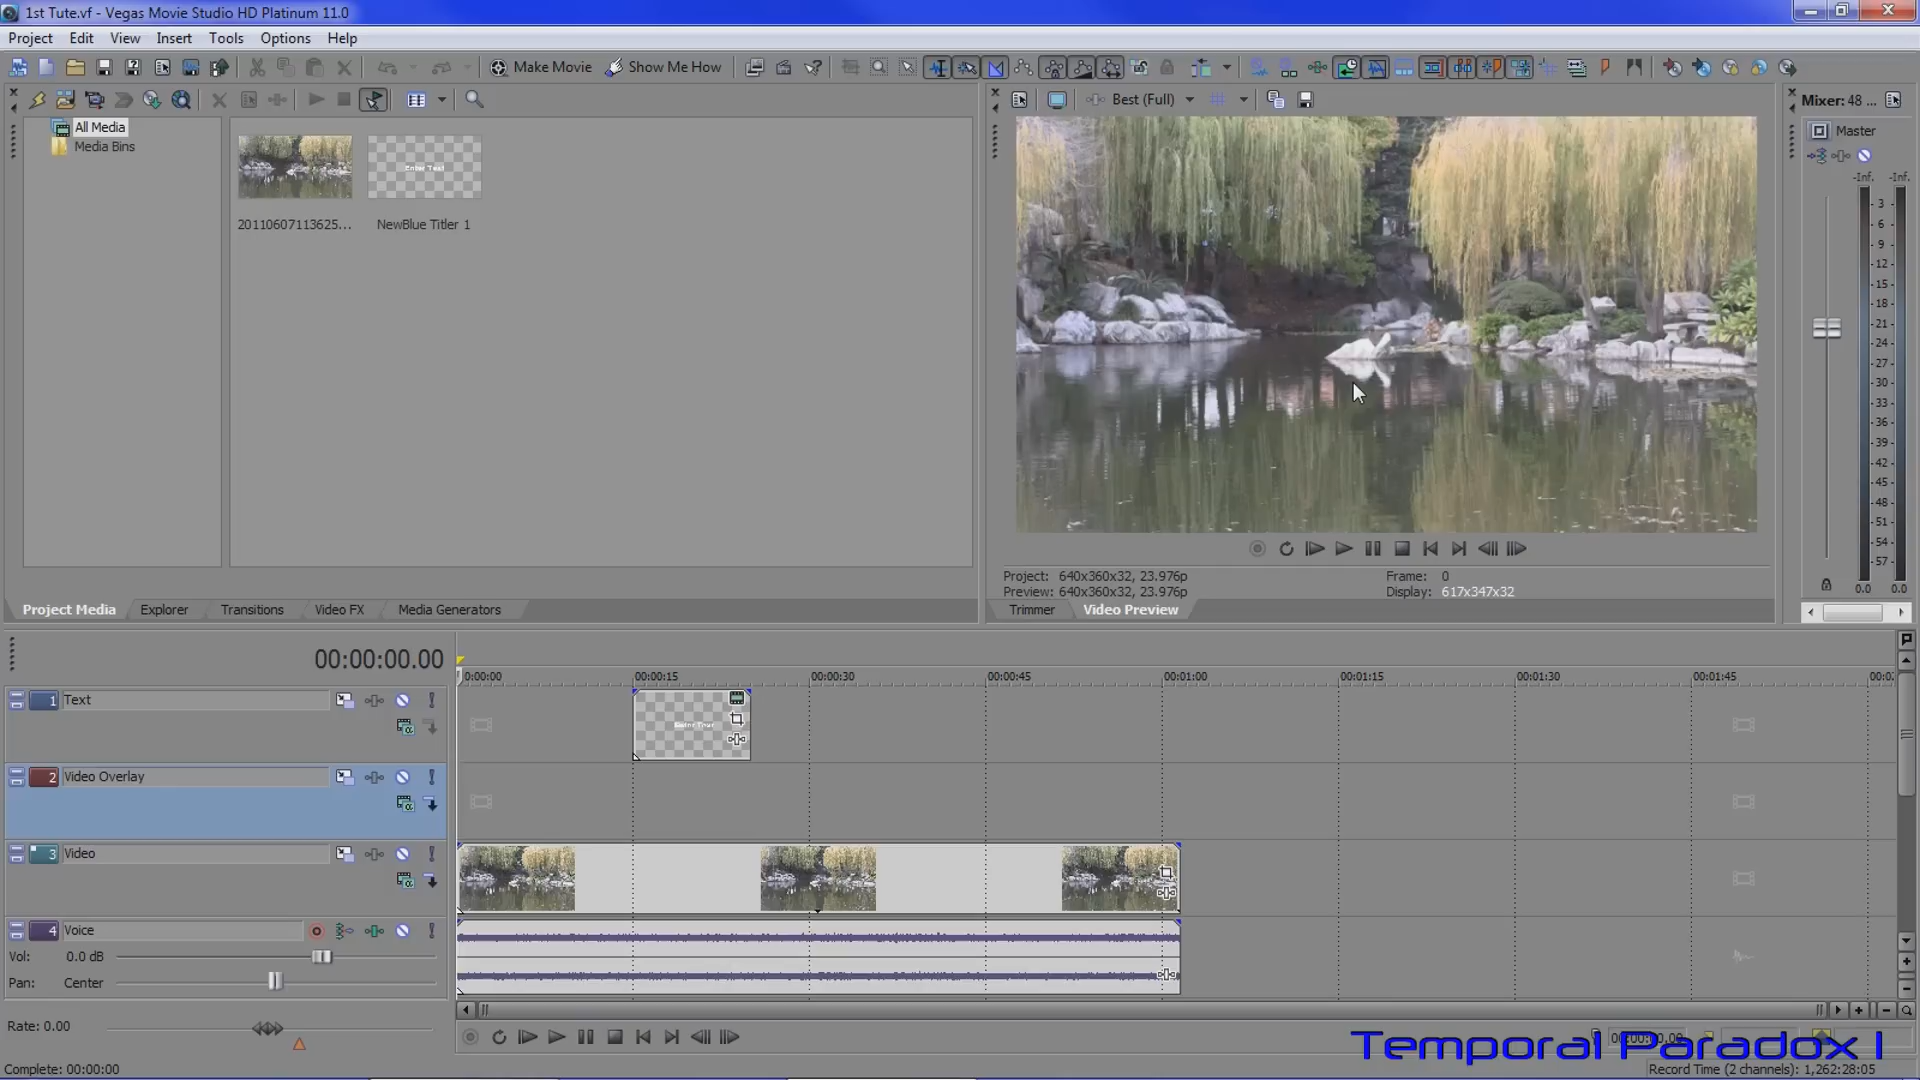 1st Tute.vf - Vegas Movie Studio HD Platinum 11.0
Project Edit View Insert Tools Options Help
Make Movie Show Me How
Best (Full)
Mixer: 48 ...
All Media
Media Bins
Master
Enter Text
20110607113625...
NewBlue Titler 1
-Inf. -Inf.
3
6
9
12
15
18
21
24
27
30
33
36
39
42
45
48
51
54
57
0.0 0.0
Project: 640x360x32, 23.976p
Frame: 0
Preview: 640x360x32, 23.976p
Display: 617x347x32
Project Media Explorer Transitions Video FX Media Generators
Trimmer Video Preview
00:00:00.00
0:00:00 00:00:15 00:00:30 00:00:45 00:01:00 00:01:15 00:01:30 00:01:45
1 Text
Enter Text
2 Video Overlay
3 Video
4 Voice
Vol: 0.0 dB
Pan: Center
Rate: 0.00
00:00:00.00
Temporal Paradox I
Complete: 00:00:00
Record Time (2 channels): 1,262:28:05